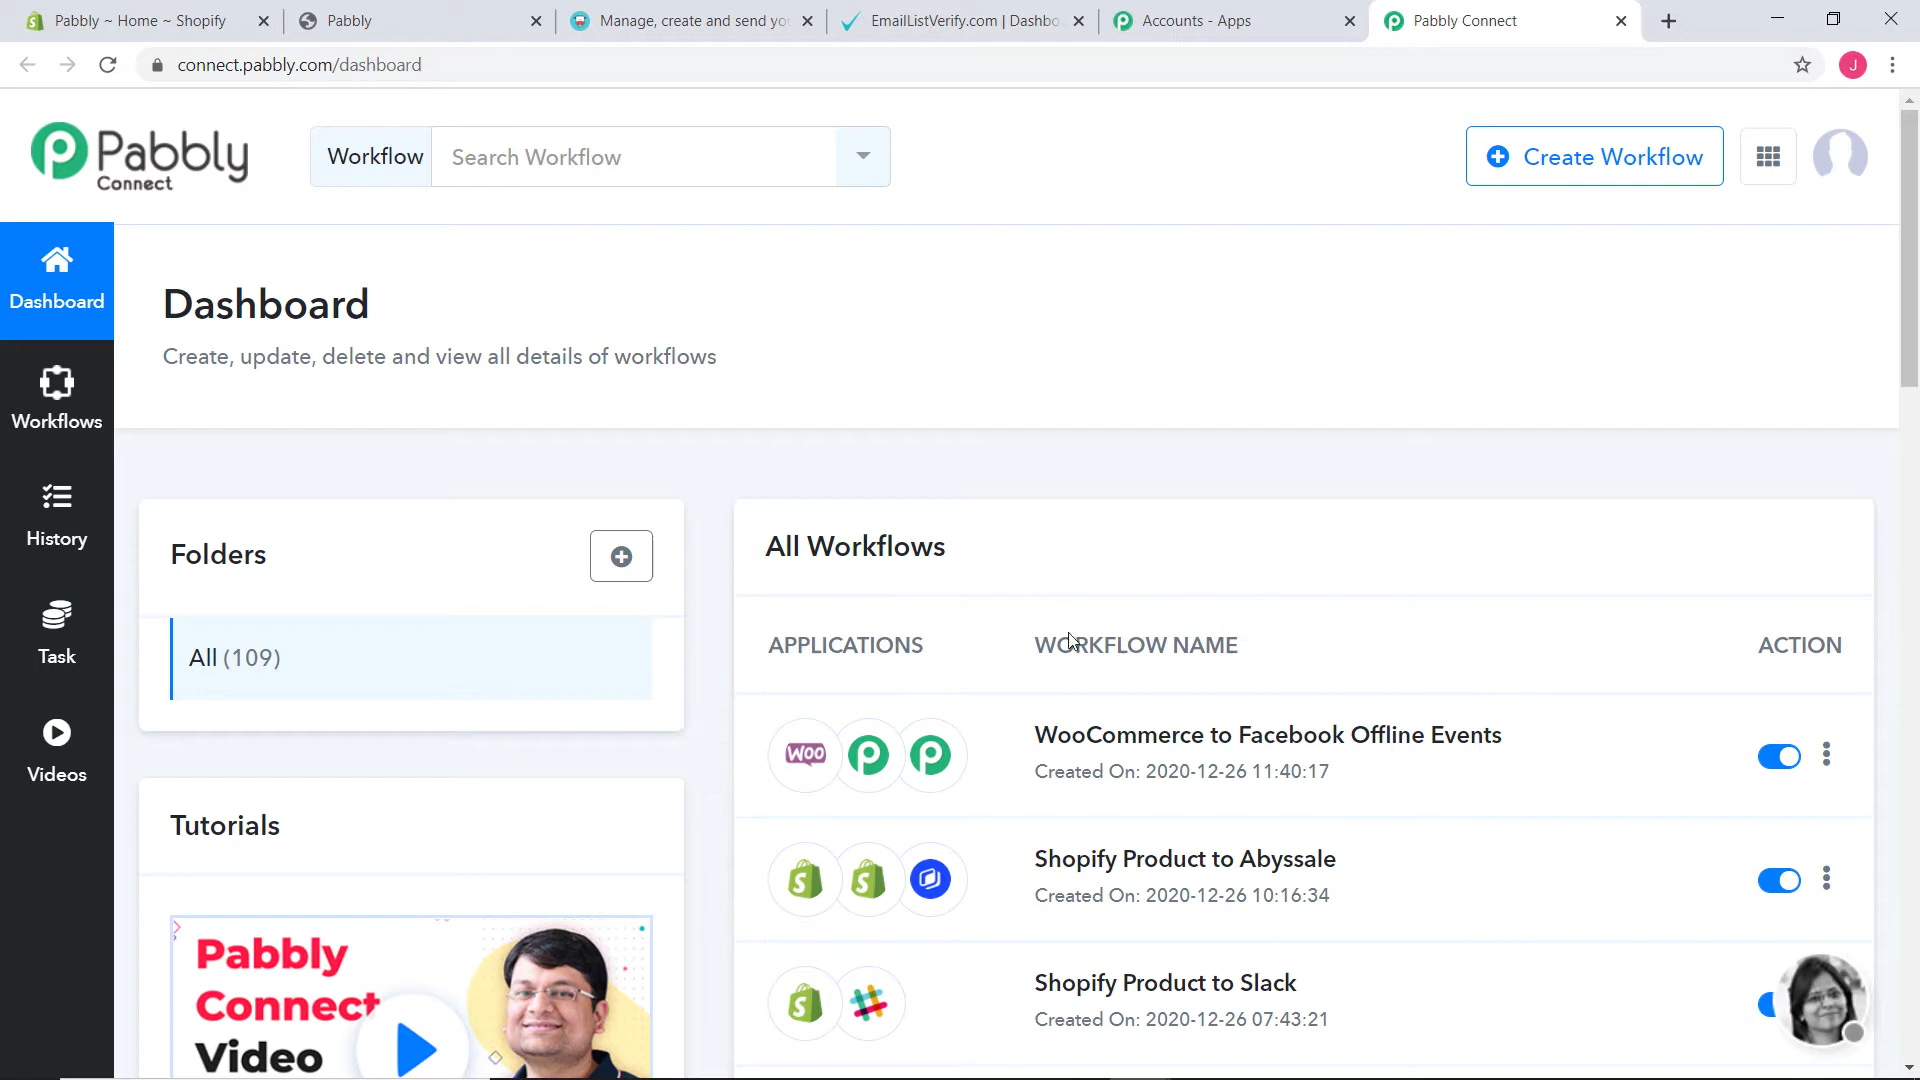 Pabbly ~ Home ~ Shopify
Pabbly
Manage, create and send yo
EmailListVerify.com | Dashbo
Accounts - Apps
Pabbly Connect
connect.pabbly.com/dashboard
J
Pabbly
Connect
Workflow
Search Workflow
Create Workflow
Dashboard
Dashboard
Create, update, delete and view all details of workflows
Workflows
History
Task
Videos
Folders
All (109)
Tutorials
Pabbly
Connect
Video
All Workflows
APPLICATIONS WORKFLOW NAME ACTION
WOO
WooCommerce to Facebook Offline Events
Created On: 2020-12-26 11:40:17
Shopify Product to Abyssale
Created On: 2020-12-26 10:16:34
Shopify Product to Slack
Created On: 2020-12-26 07:43:21